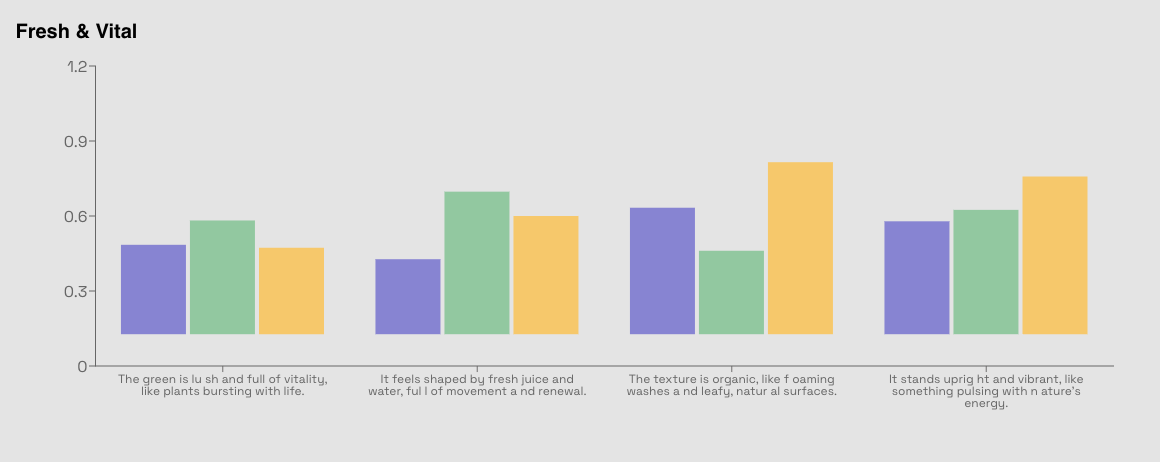 Fresh & Vital
1.2
0.9
0.6
0.3
0
The green is lu sh and full of vitality,
like plants bursting with life.
It feels shaped by fresh juice and
water, ful l of movement a nd renewal.
The texture is organic, like f oaming
washes a nd leafy, natur al surfaces.
It stands uprig ht and vibrant, like
something pulsing with n ature's
energy.